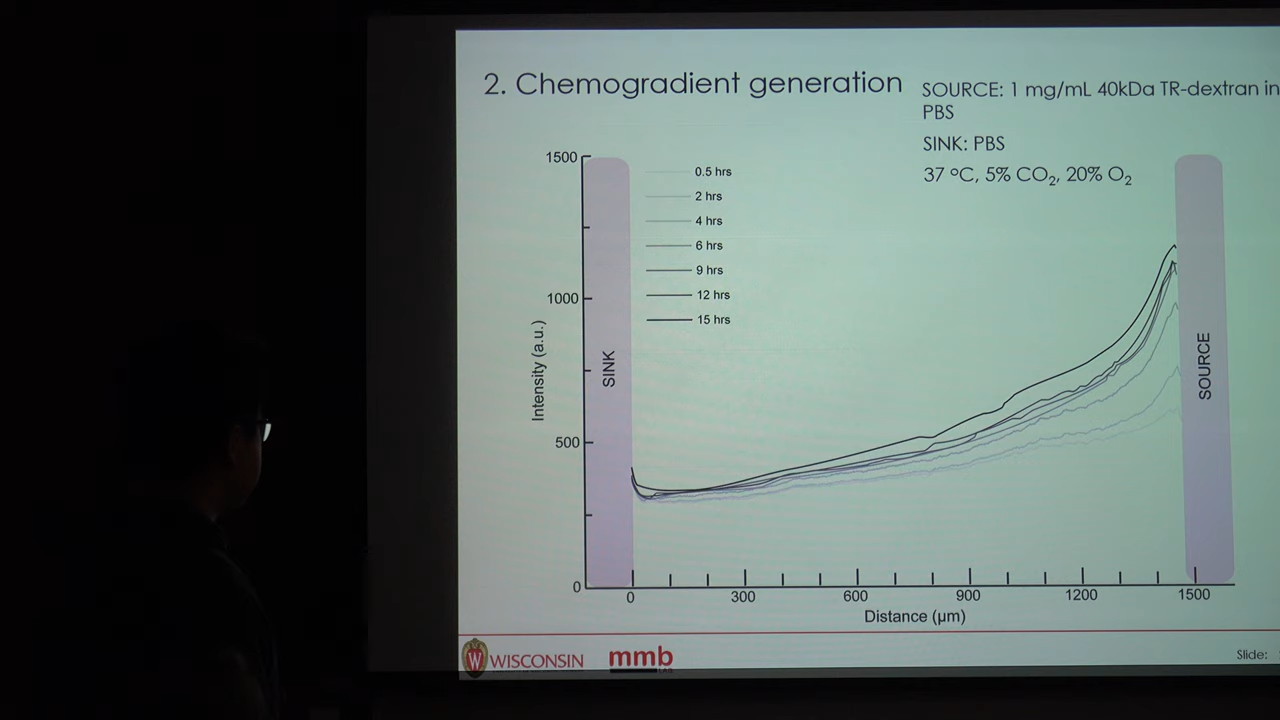 2. Chemogradient generation
SOURCE: 1 mg/mL 40kDa TR-dextran in
PBS
SINK: PBS
37 ºC, 5% CO₂, 20% O₂
1500
1000
500
0
Intensity (a.u.)
SINK
0.5 hrs
2 hrs
4 hrs
6 hrs
9 hrs
12 hrs
15 hrs
SOURCE
0
300
600
900
1200
1500
Distance (µm)
W
WISCONSIN
mmb
Slide: